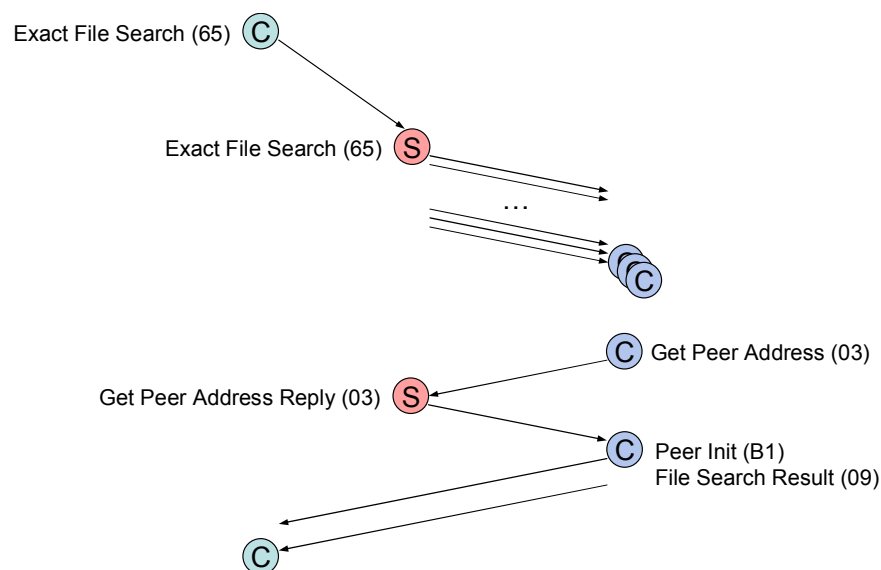 Exact File Search (65) C
Exact File Search (65) S
...
C
C Get Peer Address (03)
Get Peer Address Reply (03) S
C Peer Init (B1)
File Search Result (09)
C